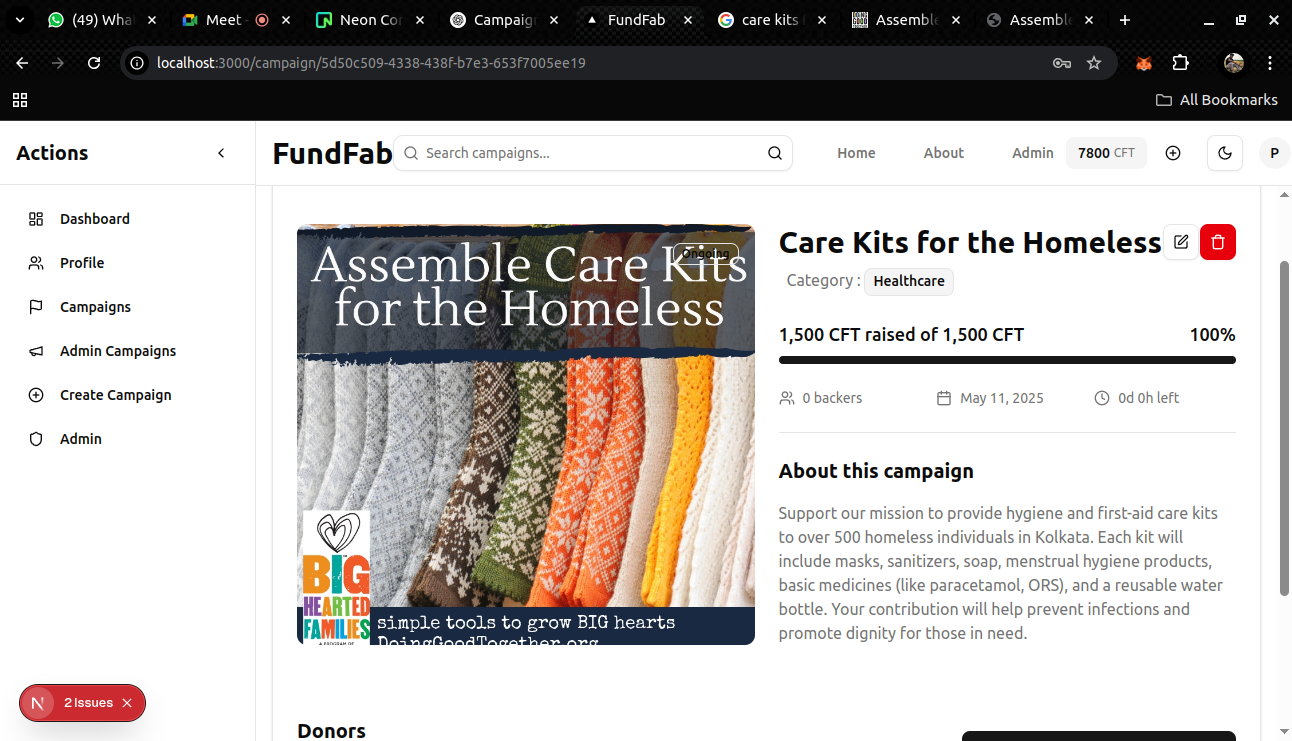 (49) Wha
Meet -
Neon Co
Campaig
FundFab
care kits
Assemble
Assemble
localhost:3000/campaign/5d50c509-4338-438f-b7e3-653f7005ee19
All Bookmarks
Actions
FundFab
Search campaigns...
Home
About
Admin
7800 CFT
P
Dashboard
Profile
Campaigns
Admin Campaigns
Create Campaign
Admin
N 2 Issues
Ongoing
Assemble Care Kits
for the Homeless
BIG
HEARTED
FAMILIES
A PROGRAM OF
simple tools to grow BIG hearts
DoingGoodTogether.org
Care Kits for the Homeless
Category : Healthcare
1,500 CFT raised of 1,500 CFT 100%
0 backers May 11, 2025 0d 0h left
About this campaign
Support our mission to provide hygiene and first-aid care kits
to over 500 homeless individuals in Kolkata. Each kit will
include masks, sanitizers, soap, menstrual hygiene products,
basic medicines (like paracetamol, ORS), and a reusable water
bottle. Your contribution will help prevent infections and
promote dignity for those in need.
Donors